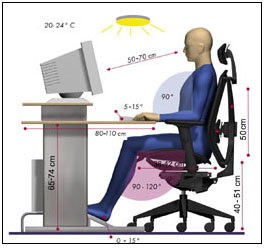 20- 24° C
50-70 cm
90°
5-15°
80-110 cm
50cm
65-74 cm
90 - 120°
40 - 51 cm
0 - 15°